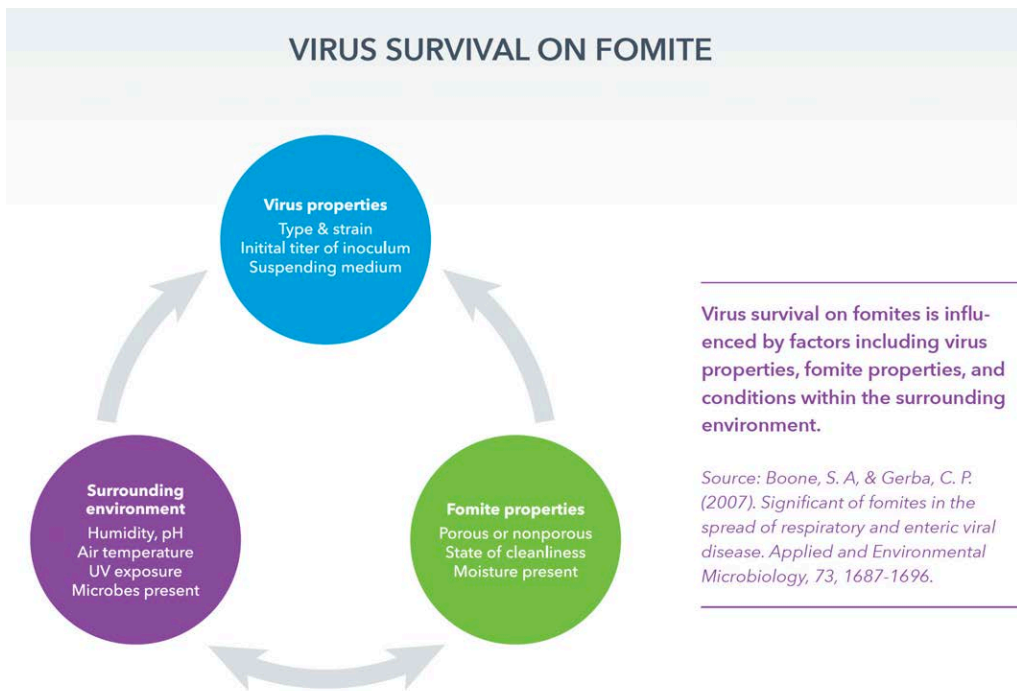 VIRUS SURVIVAL ON FOMITE
Virus properties
Type & strain
Initital titer of inoculum
Suspending medium
Surrounding
environment
Humidity, pH
Air temperature
UV exposure
Microbes present
Fomite properties
Porous or nonporous
State of cleanliness
Moisture present
Virus survival on fomites is influ-
enced by factors including virus
properties, fomite properties, and
conditions within the surrounding
environment.
Source: Boone, S. A, & Gerba, C. P.
(2007). Significant of fomites in the
spread of respiratory and enteric viral
disease. Applied and Environmental
Microbiology, 73, 1687-1696.